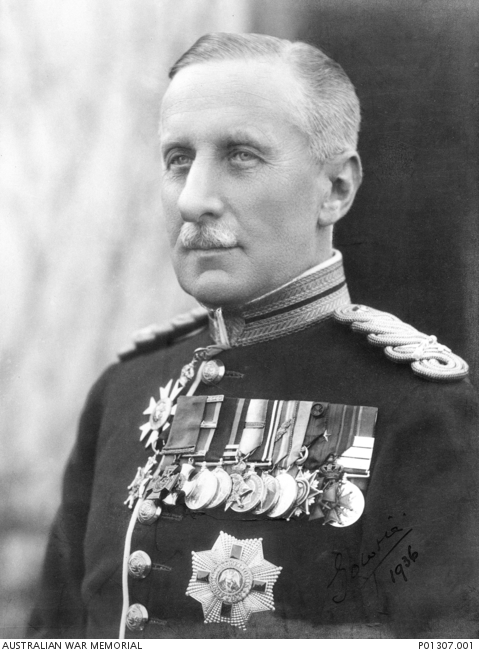 Gowrie.
1936
AUSTRALIAN WAR MEMORIAL P01307.001